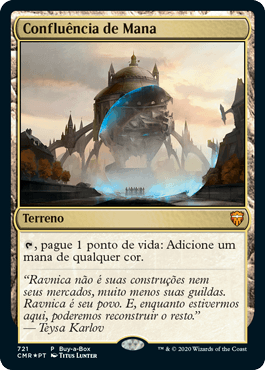 Confluência de Mana
Terreno
, pague 1 ponto de vida: Adicione um
mana de qualquer cor.
“Ravnica não é suas construções nem
seus mercados, muito menos suas guildas.
Ravnica é seu povo. E, enquanto estivermos
aqui, poderemos reconstruir o resto.”
— Teysa Karlov
721 P Buy-a-Box
CMR • PT Titus Lunter
™ & © 2020 Wizards of the Coast